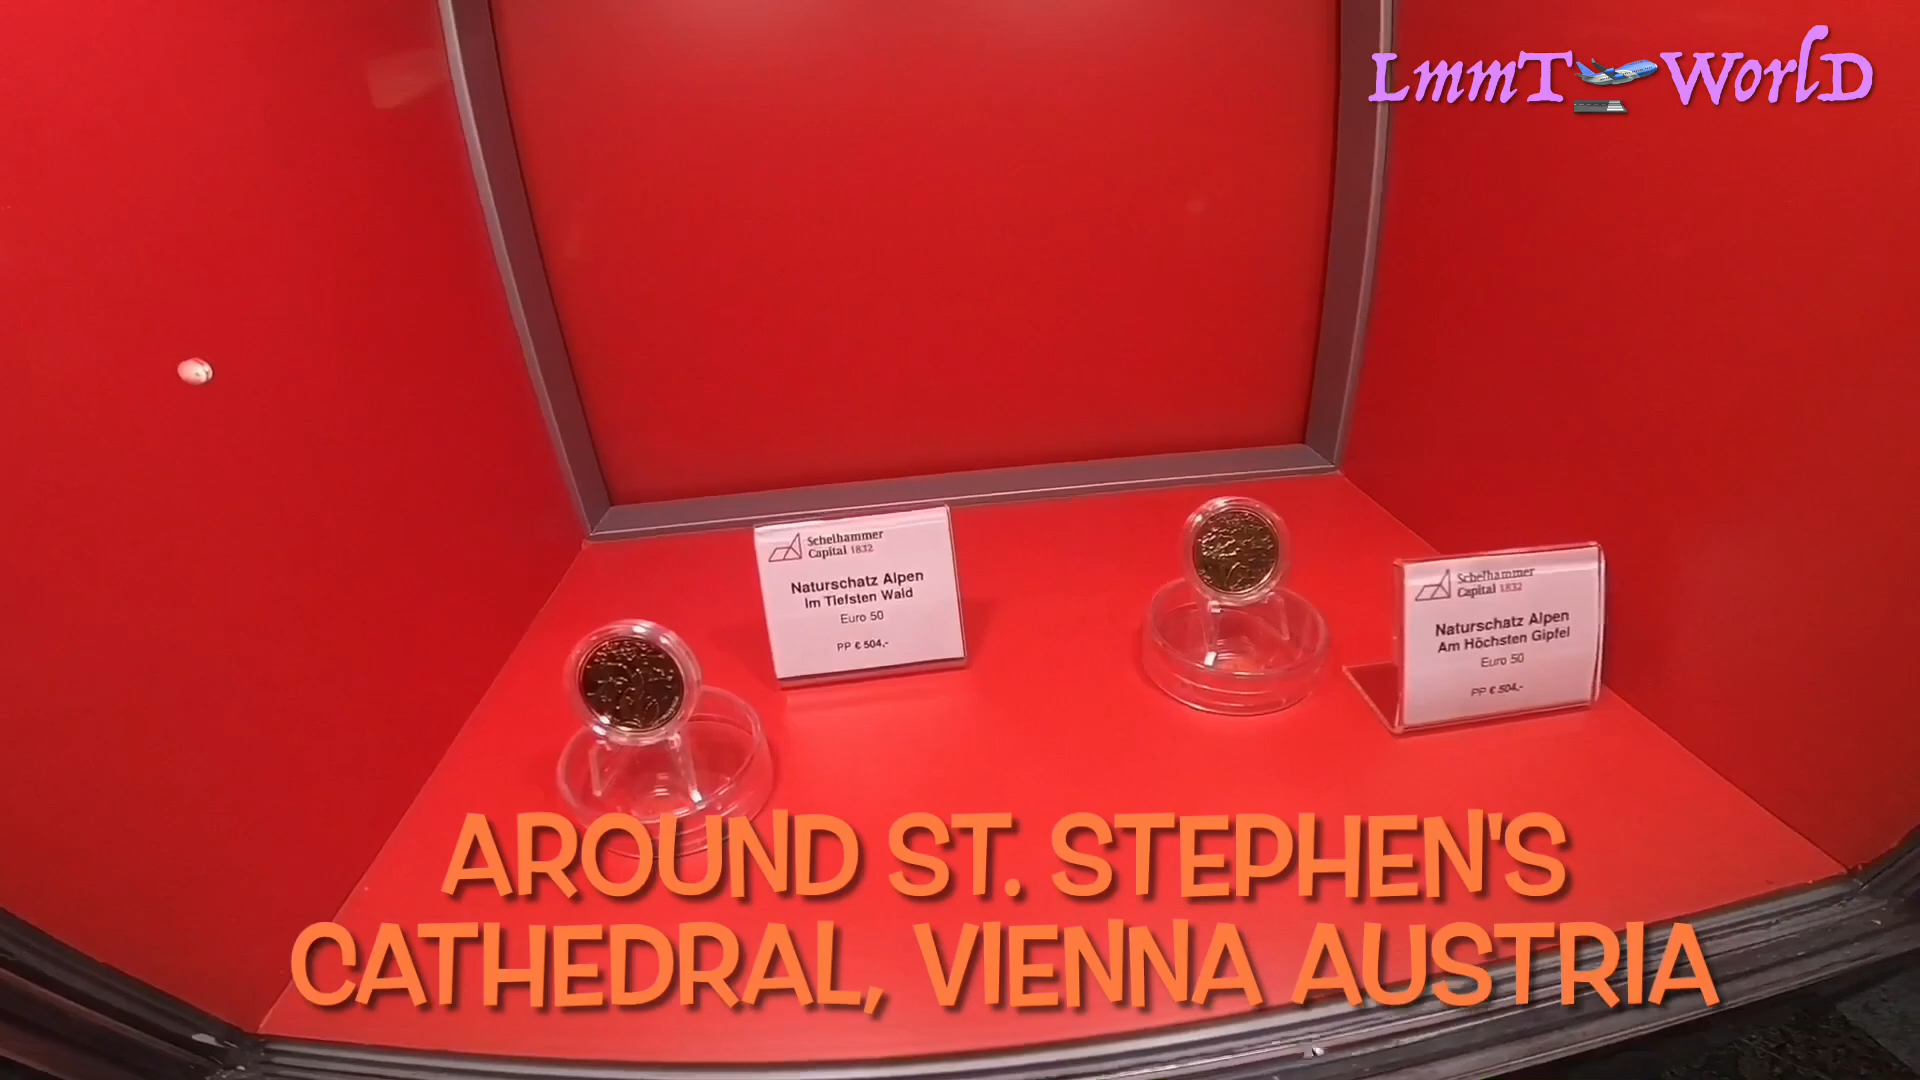 LmmT WorlD
Schelhammer
Capital 1832
Naturschatz Alpen
Im Tiefsten Wald
Euro 50
PP € 504,-
Schelhammer
Capital 1832
Naturschatz Alpen
Am Höchsten Gipfel
Euro 50
PP € 504,-
AROUND ST. STEPHEN'S
CATHEDRAL, VIENNA AUSTRIA